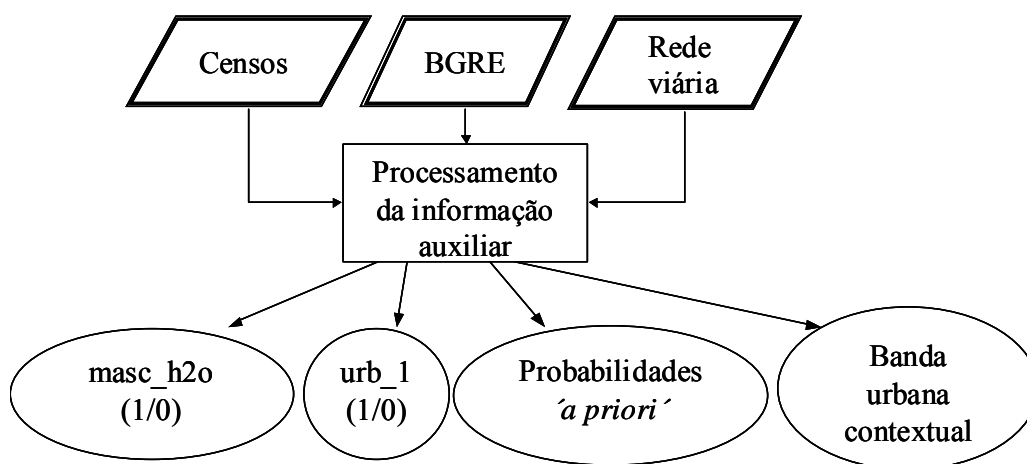 Censos
BGRE
Rede
viária
Processamento
da informação
auxiliar
masc_h2o
(1/0)
urb_1
(1/0)
Probabilidades
´a priori´
Banda
urbana
contextual